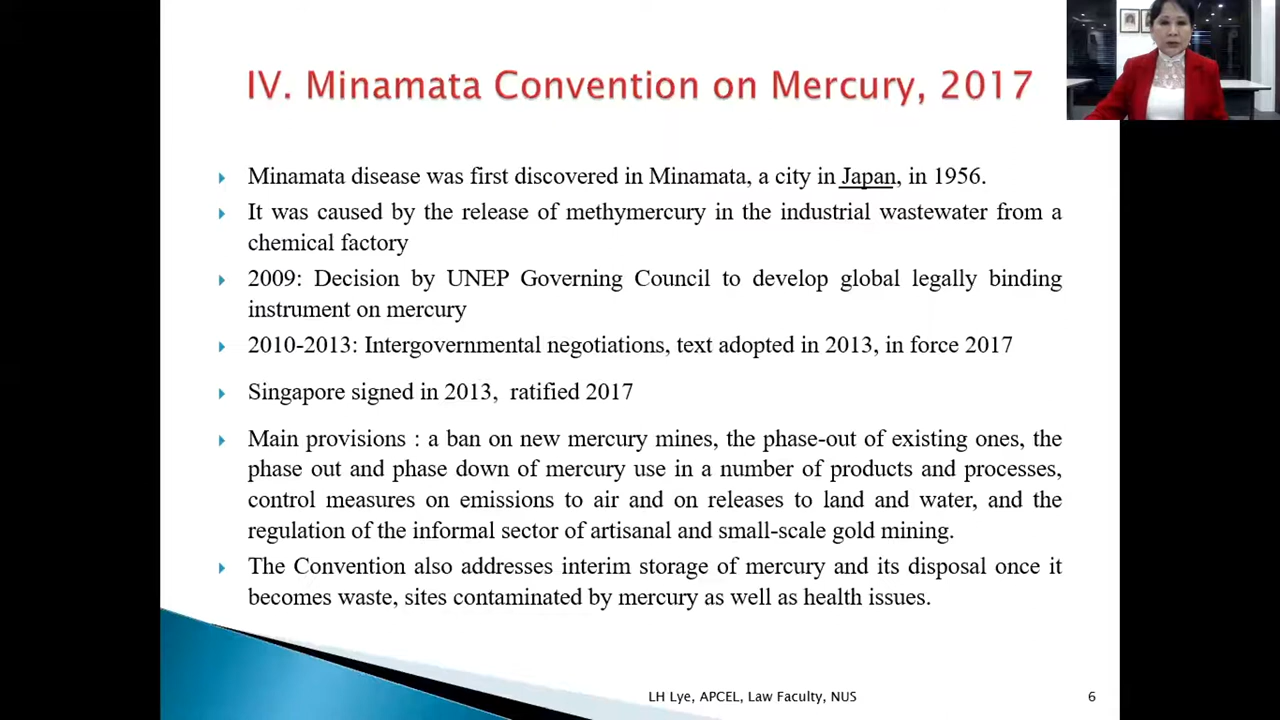 IV. Minamata Convention on Mercury, 2017
Minamata disease was first discovered in Minamata, a city in Japan, in 1956.
It was caused by the release of methymercury in the industrial wastewater from a
chemical factory
2009: Decision by UNEP Governing Council to develop global legally binding
instrument on mercury
2010-2013: Intergovernmental negotiations, text adopted in 2013, in force 2017
Singapore signed in 2013, ratified 2017
Main provisions : a ban on new mercury mines, the phase-out of existing ones, the
phase out and phase down of mercury use in a number of products and processes,
control measures on emissions to air and on releases to land and water, and the
regulation of the informal sector of artisanal and small-scale gold mining.
The Convention also addresses interim storage of mercury and its disposal once it
becomes waste, sites contaminated by mercury as well as health issues.
LH Lye, APCEL, Law Faculty, NUS
6